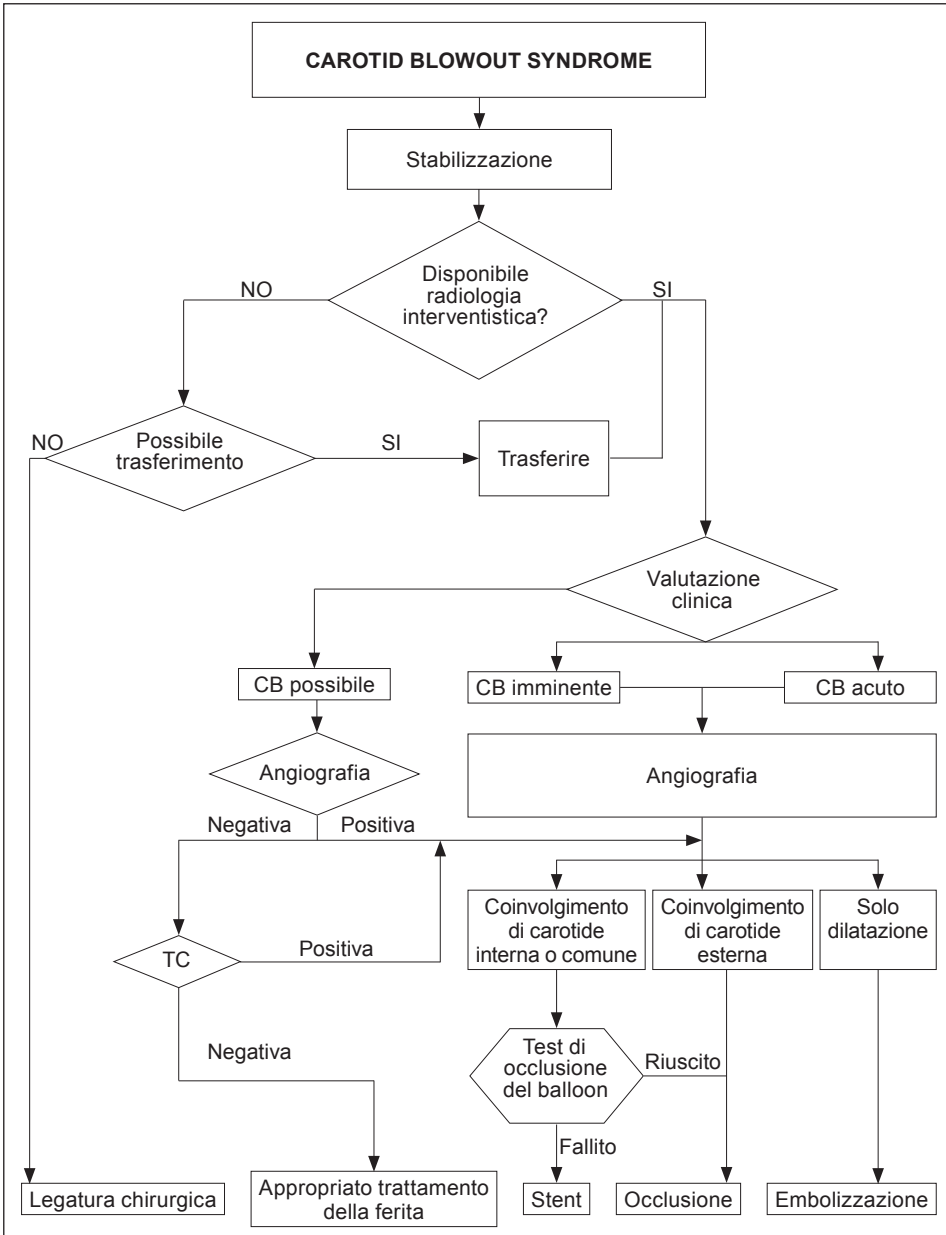 CAROTID BLOWOUT SYNDROME
Stabilizzazione
Disponibile
radiologia
interventistica?
NO
SI
Possibile
trasferimento
NO
SI
Trasferire
Valutazione
clinica
CB possibile
CB imminente
CB acuto
Angiografia
Angiografia
Negativa
Positiva
Coinvolgimento
di carotide
interna o comune
Coinvolgimento
di carotide
esterna
Solo
dilatazione
TC
Positiva
Negativa
Test di
occlusione
del balloon
Riuscito
Fallito
Legatura chirurgica
Appropriato trattamento
della ferita
Stent
Occlusione
Embolizzazione